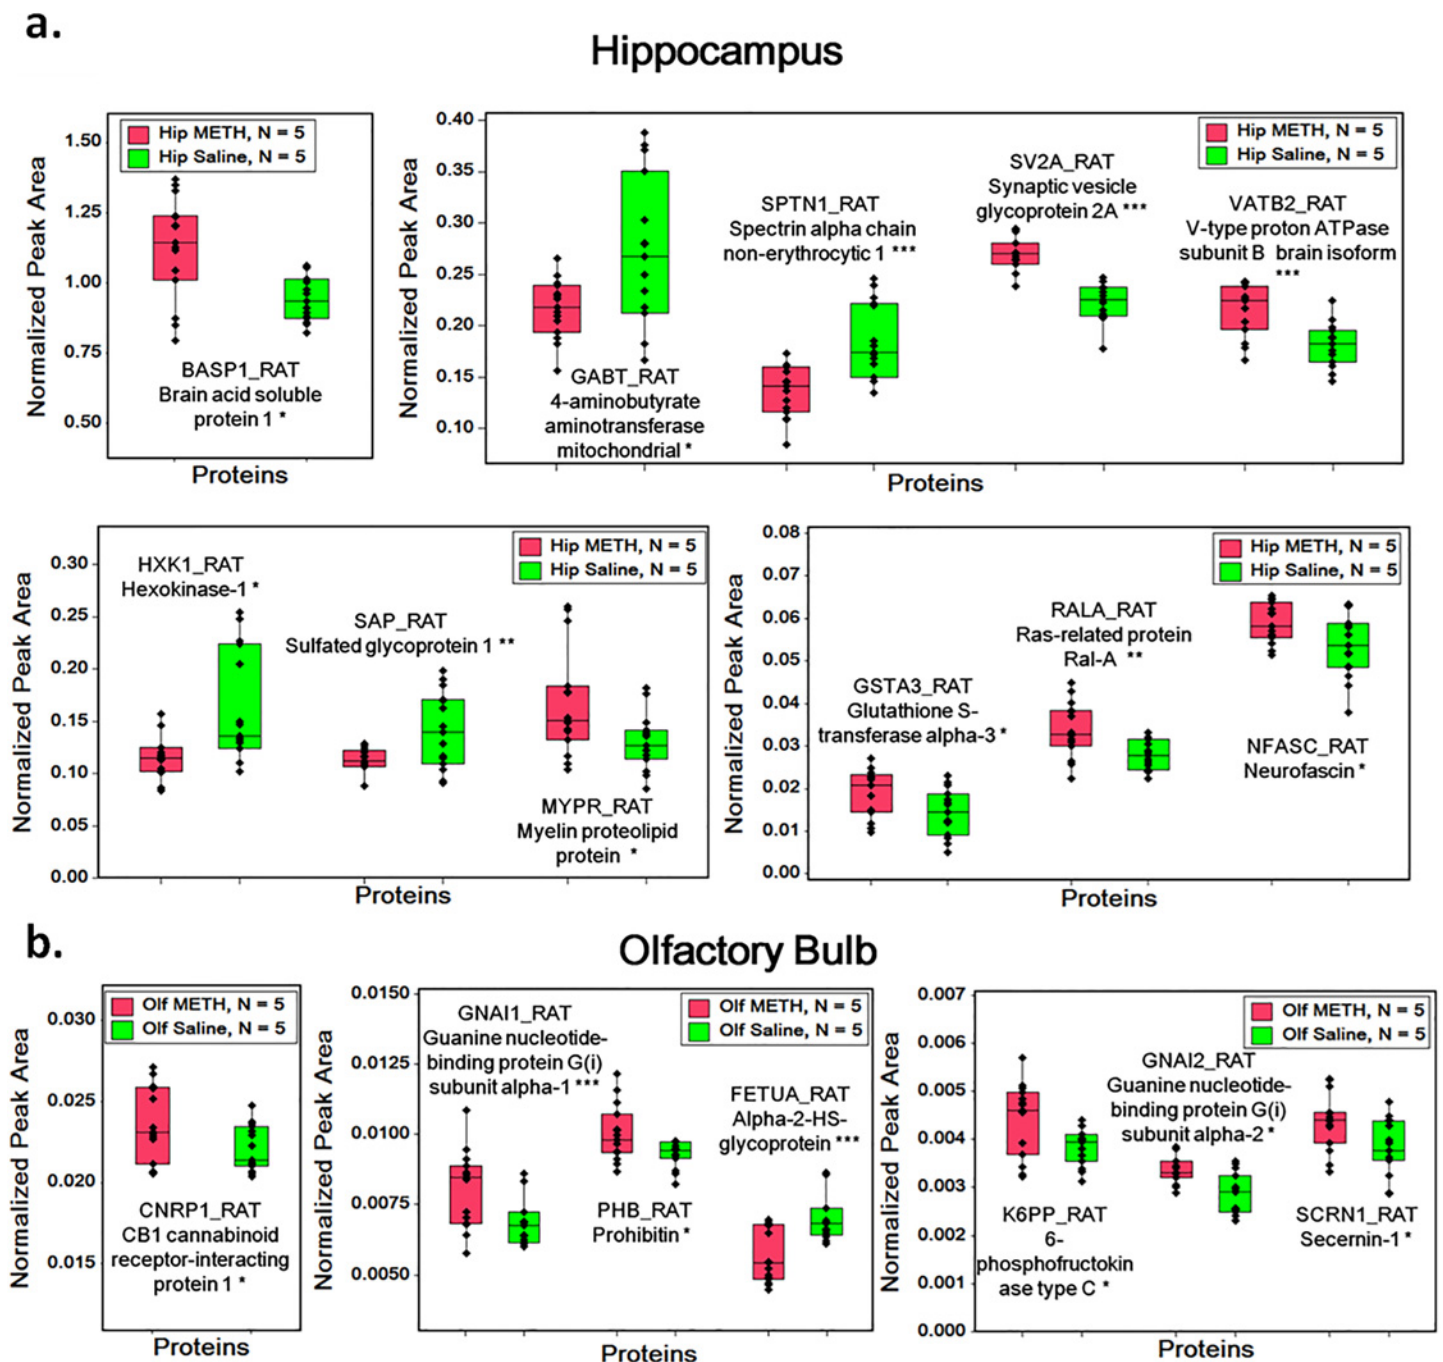 a.
Hippocampus
Normalized Peak Area
1.50
1.25
1.00
0.75
0.50
Hip METH, N = 5
Hip Saline, N = 5
BASP1_RAT
Brain acid soluble
protein 1 *
Proteins
Normalized Peak Area
0.40
0.35
0.30
0.25
0.20
0.15
0.10
Hip METH, N = 5
Hip Saline, N = 5
GABT_RAT
4-aminobutyrate
aminotransferase
mitochondrial *
SPTN1_RAT
Spectrin alpha chain
non-erythrocytic 1 ***
SV2A_RAT
Synaptic vesicle
glycoprotein 2A ***
VATB2_RAT
V-type proton ATPase
subunit B brain isoform
***
Proteins
Normalized Peak Area
0.30
0.25
0.20
0.15
0.10
0.05
0.00
Hip METH, N = 5
Hip Saline, N = 5
HXK1_RAT
Hexokinase-1 *
SAP_RAT
Sulfated glycoprotein 1 **
MYPR_RAT
Myelin proteolipid
protein *
Proteins
Normalized Peak Area
0.08
0.07
0.06
0.05
0.04
0.03
0.02
0.01
0.00
Hip METH, N = 5
Hip Saline, N = 5
GSTA3_RAT
Glutathione S-
transferase alpha-3 *
RALA_RAT
Ras-related protein
Ral-A **
NFASC_RAT
Neurofascin *
Proteins
b.
Olfactory Bulb
Normalized Peak Area
0.030
0.025
0.020
0.015
Olf METH, N = 5
Olf Saline, N = 5
CNRP1_RAT
CB1 cannabinoid
receptor-interacting
protein 1 *
Proteins
Normalized Peak Area
0.0150
0.0125
0.0100
0.0075
0.0050
Olf METH, N = 5
Olf Saline, N = 5
GNAI1_RAT
Guanine nucleotide-
binding protein G(i)
subunit alpha-1 ***
PHB_RAT
Prohibitin *
FETUA_RAT
Alpha-2-HS-
glycoprotein ***
Proteins
Normalized Peak Area
0.007
0.006
0.005
0.004
0.003
0.002
0.001
0.000
Olf METH, N = 5
Olf Saline, N = 5
K6PP_RAT
6-
phosphofructokin
ase type C *
GNAI2_RAT
Guanine nucleotide-
binding protein G(i)
subunit alpha-2 *
SCRN1_RAT
Secernin-1 *
Proteins